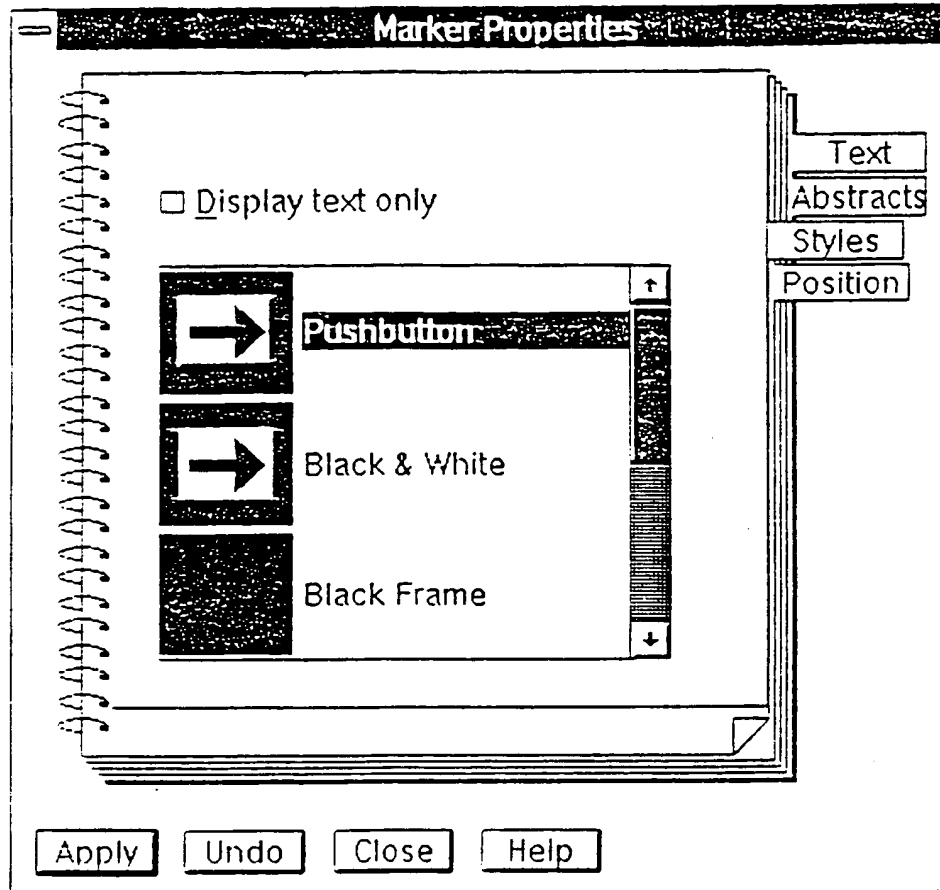 Marker Properties
Text
Abstracts
Styles
Position
Display text only
Pushbutton
Black & White
Black Frame
Apply
Undo
Close
Help